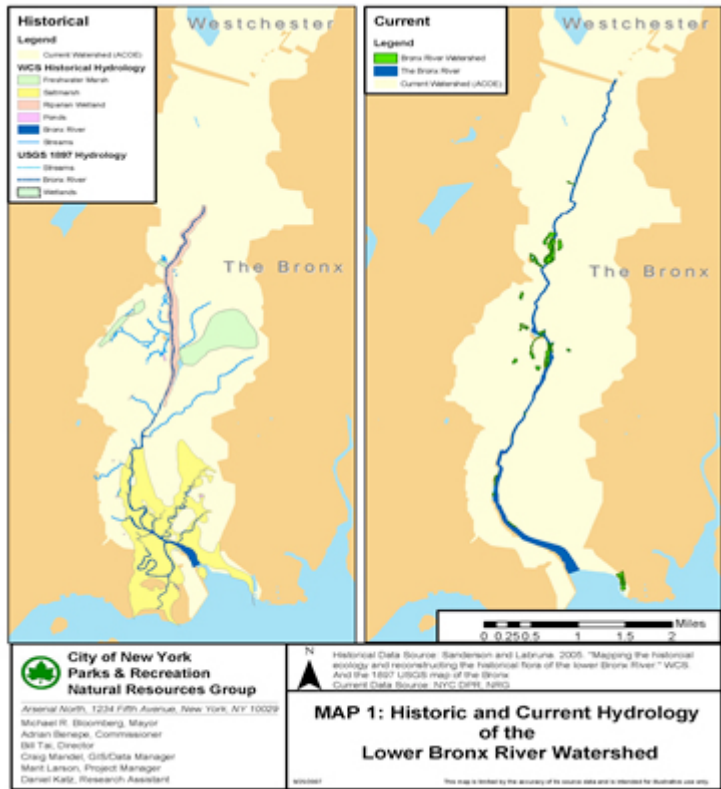 Historical
Legend
Current Watershed (ACOE)
WCS Historical Hydrology
Freshwater Marsh
Saltmarsh
Riparian Wetland
Ponds
Bronx River
Streams
USGS 1897 Hydrology
Streams
Bronx River
Wetlands
Westchester
The Bronx
Current
Legend
Bronx River Watershed
The Bronx River
Current Watershed (ACOE)
Westchester
The Bronx
Miles
0 0.25 0.5 1 1.5 2
City of New York
Parks & Recreation
Natural Resources Group
Arsenal North, 1234 Fifth Avenue, New York, NY 10029
Michael R. Bloomberg, Mayor
Adrian Benepe, Commissioner
Bill Tai, Director
Craig Mandel, GIS/Data Manager
Marit Larson, Project Manager
Daniel Katz, Research Assistant
N
Historical Data Source: Sanderson and Labruna. 2005. "Mapping the historical
ecology and reconstructing the historical flora of the lower Bronx River." WCS.
And the 1897 USGS map of the Bronx
Current Data Source: NYC DPR, NRG
MAP 1: Historic and Current Hydrology
of the
Lower Bronx River Watershed
This map is limited by the accuracy of its source data and is intended for illustrative use only.